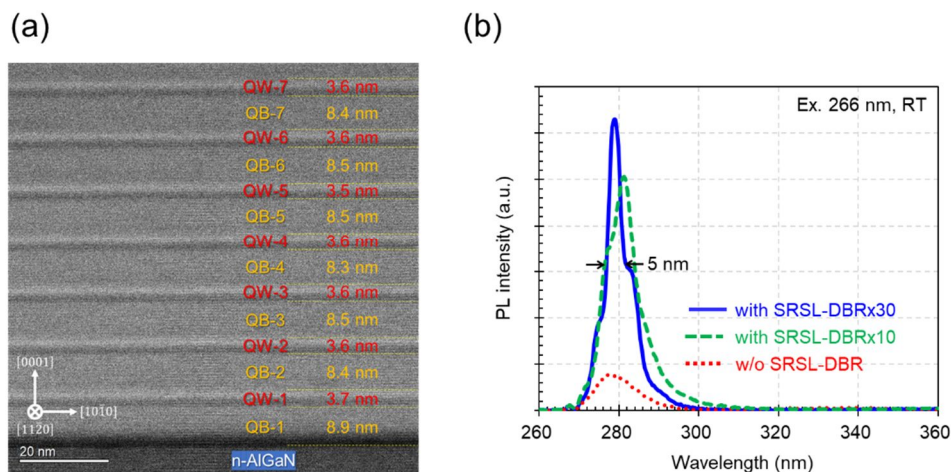 (a)
QW-7 3.6 nm
QB-7 8.4 nm
QW-6 3.6 nm
QB-6 8.5 nm
QW-5 3.5 nm
QB-5 8.5 nm
QW-4 3.6 nm
QB-4 8.3 nm
QW-3 3.6 nm
QB-3 8.5 nm
QW-2 3.6 nm
QB-2 8.4 nm
QW-1 3.7 nm
QB-1 8.9 nm
n-AlGaN
[0001]
[101̄0]
[112̄0]
20 nm
(b)
Ex. 266 nm, RT
5 nm
with SRSL-DBRx30
with SRSL-DBRx10
w/o SRSL-DBR
PL intensity (a.u.)
260 280 300 320 340 360
Wavelength (nm)